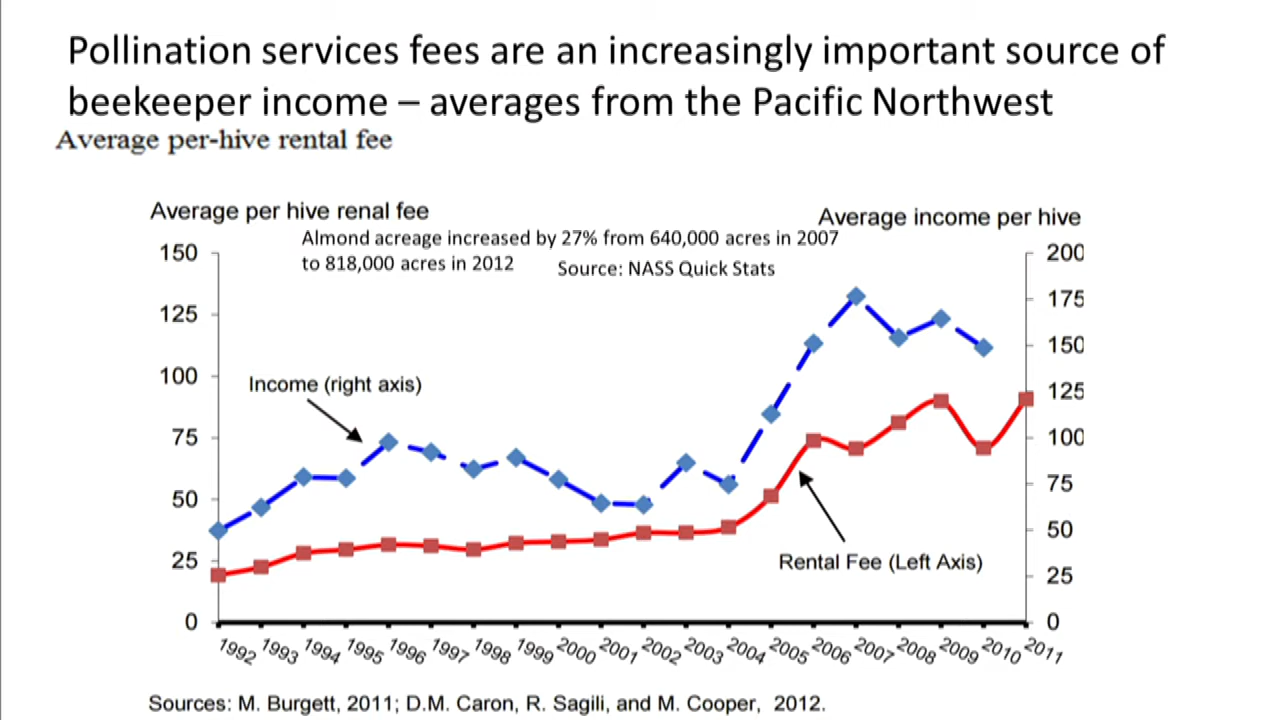 Pollination services fees are an increasingly important source of
beekeeper income – averages from the Pacific Northwest
Average per-hive rental fee
Average per hive renal fee
Average income per hive
Almond acreage increased by 27% from 640,000 acres in 2007
to 818,000 acres in 2012
Source: NASS Quick Stats
150
125
100
75
50
25
0
200
175
150
125
100
75
50
25
0
Income (right axis)
Rental Fee (Left Axis)
1992 1993 1994 1995 1996 1997 1998 1999 2000 2001 2002 2003 2004 2005 2006 2007 2008 2009 2010 2011
Sources: M. Burgett, 2011; D.M. Caron, R. Sagili, and M. Cooper, 2012.